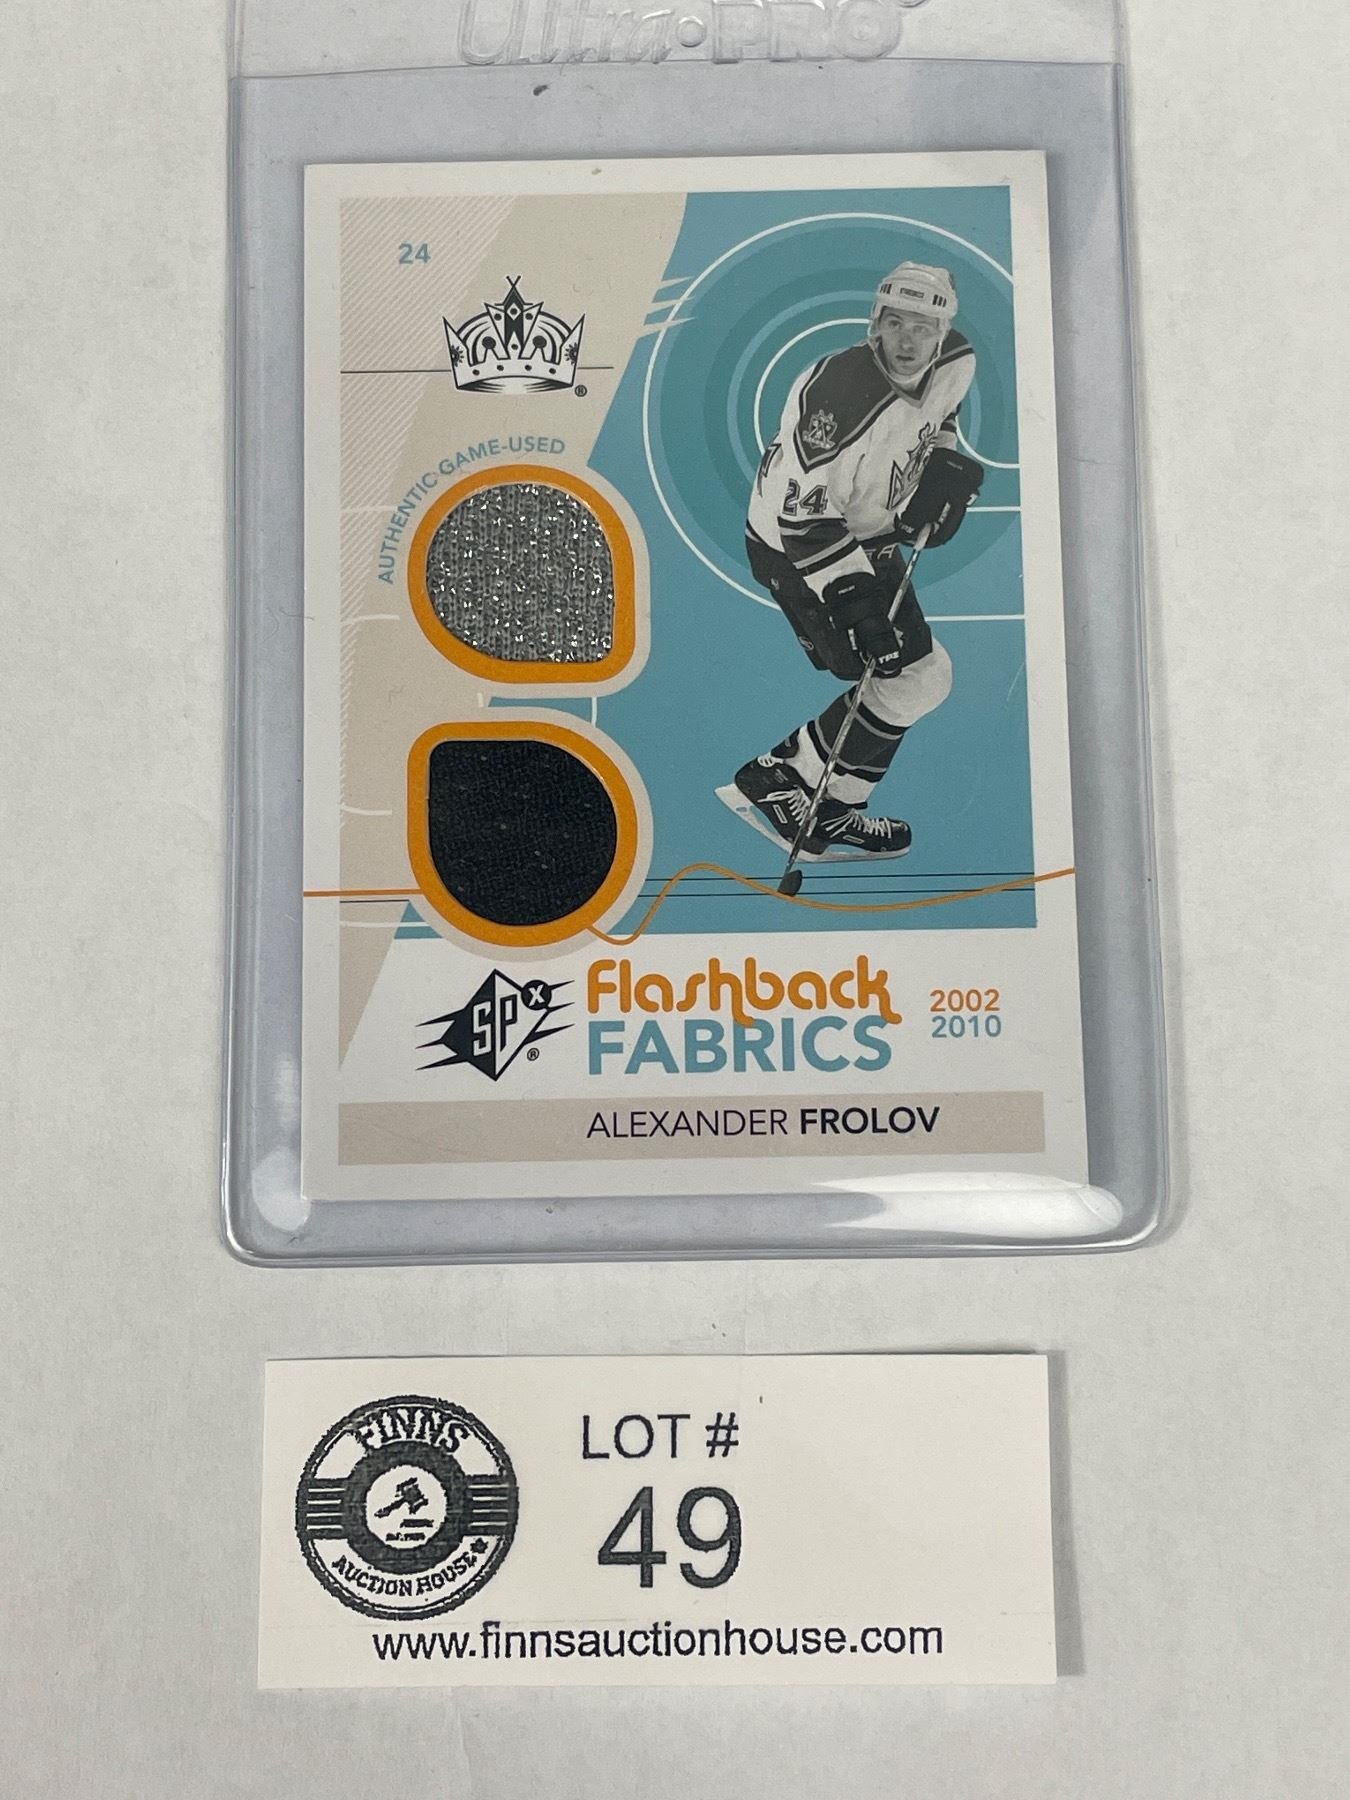 Ultra•PRO
24
AUTHENTIC GAME-USED
24
SPx
®
Flashback
FABRICS
2002
2010
ALEXANDER FROLOV
FINNS
AUCTION HOUSE
LOT #
49
www.finnsauctionhouse.com